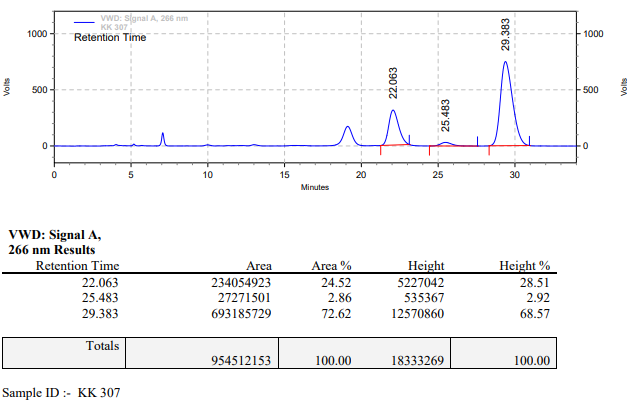 VWD: Signal A, 266 nm
KK 307
Retention Time
1000
500
0
Volts
22.063
25.483
29.383
1000
500
0
Volts
0 5 10 15 20 25 30
Minutes
VWD: Signal A,
266 nm Results
Retention Time Area Area % Height Height %
22.063 234054923 24.52 5227042 28.51
25.483 27271501 2.86 535367 2.92
29.383 693185729 72.62 12570860 68.57
Totals
954512153 100.00 18333269 100.00
Sample ID :- KK 307